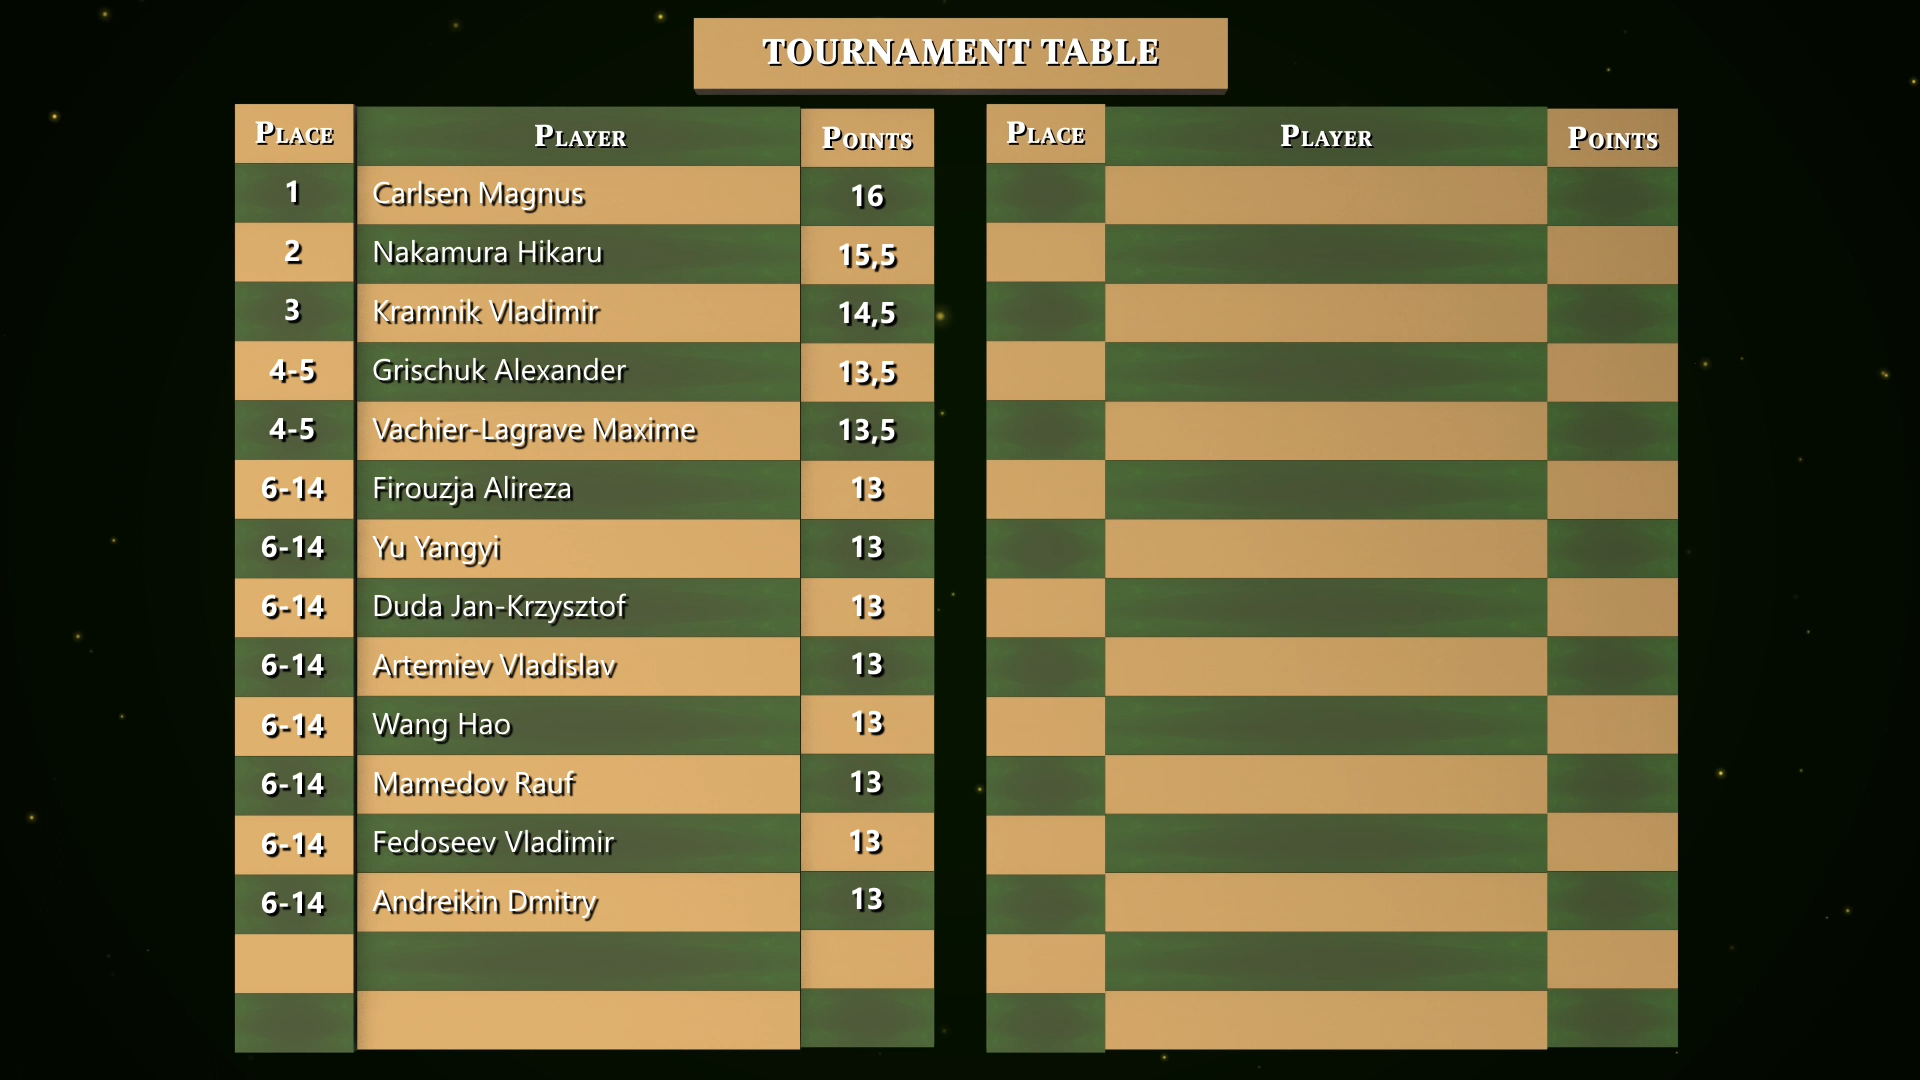 TOURNAMENT TABLE
PLACE PLAYER POINTS
1 Carlsen Magnus 16
2 Nakamura Hikaru 15,5
3 Kramnik Vladimir 14,5
4-5 Grischuk Alexander 13,5
4-5 Vachier-Lagrave Maxime 13,5
6-14 Firouzja Alireza 13
6-14 Yu Yangyi 13
6-14 Duda Jan-Krzysztof 13
6-14 Artemiev Vladislav 13
6-14 Wang Hao 13
6-14 Mamedov Rauf 13
6-14 Fedoseev Vladimir 13
6-14 Andreikin Dmitry 13
PLACE PLAYER POINTS